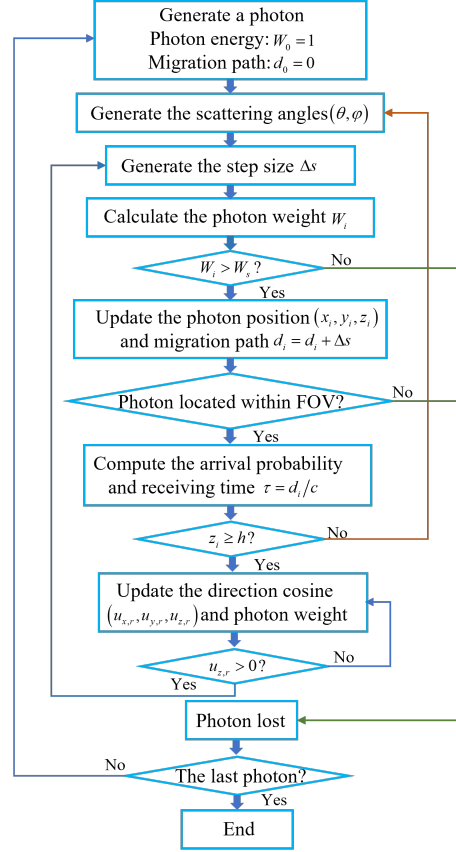 Generate a photon
Photon energy: W₀ = 1
Migration path: d₀ = 0
Generate the scattering angles (θ, φ)
Generate the step size Δs
Calculate the photon weight Wᵢ
Wᵢ > Wₛ ?
No
Yes
Update the photon position (xᵢ, yᵢ, zᵢ)
and migration path dᵢ = dᵢ + Δs
Photon located within FOV?
No
Yes
Compute the arrival probability
and receiving time τ = dᵢ/c
zᵢ ≥ h?
No
Yes
Update the direction cosine
(u_{x,r}, u_{y,r}, u_{z,r}) and photon weight
u_{z,r} > 0?
No
Yes
Photon lost
The last photon?
No
Yes
End